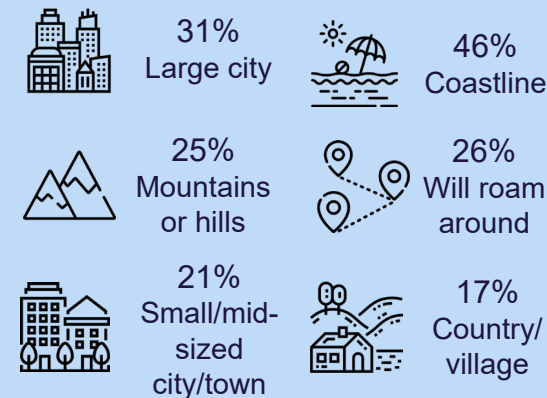 31%
Large city
46%
Coastline
25%
Mountains
or hills
26%
Will roam
around
21%
Small/mid-
sized
city/town
17%
Country/
village